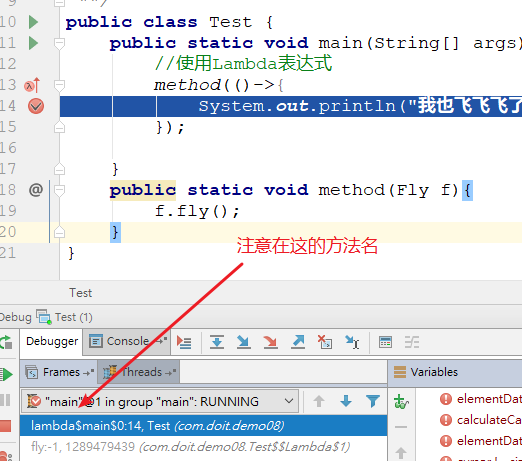 10 public class Test {
11 public static void main(String[] args)
12 //使用Lambda表达式
13 method(()->{
14 System.out.println("我也飞飞飞了
15 });
16
17 }
18 @ public static void method(Fly f){
19 f.fly();
20 }
21 }
注意在这的方法名
Test
Debug Test (1)
Debugger Console
Frames Threads Variables
"main"@1 in group "main": RUNNING
lambda$main$0:14, Test (com.doit.demo08)
fly:-1, 1289479439 (com.doit.demo08.Test$$Lambda$1)
elementDat
calculateCa
elementDat